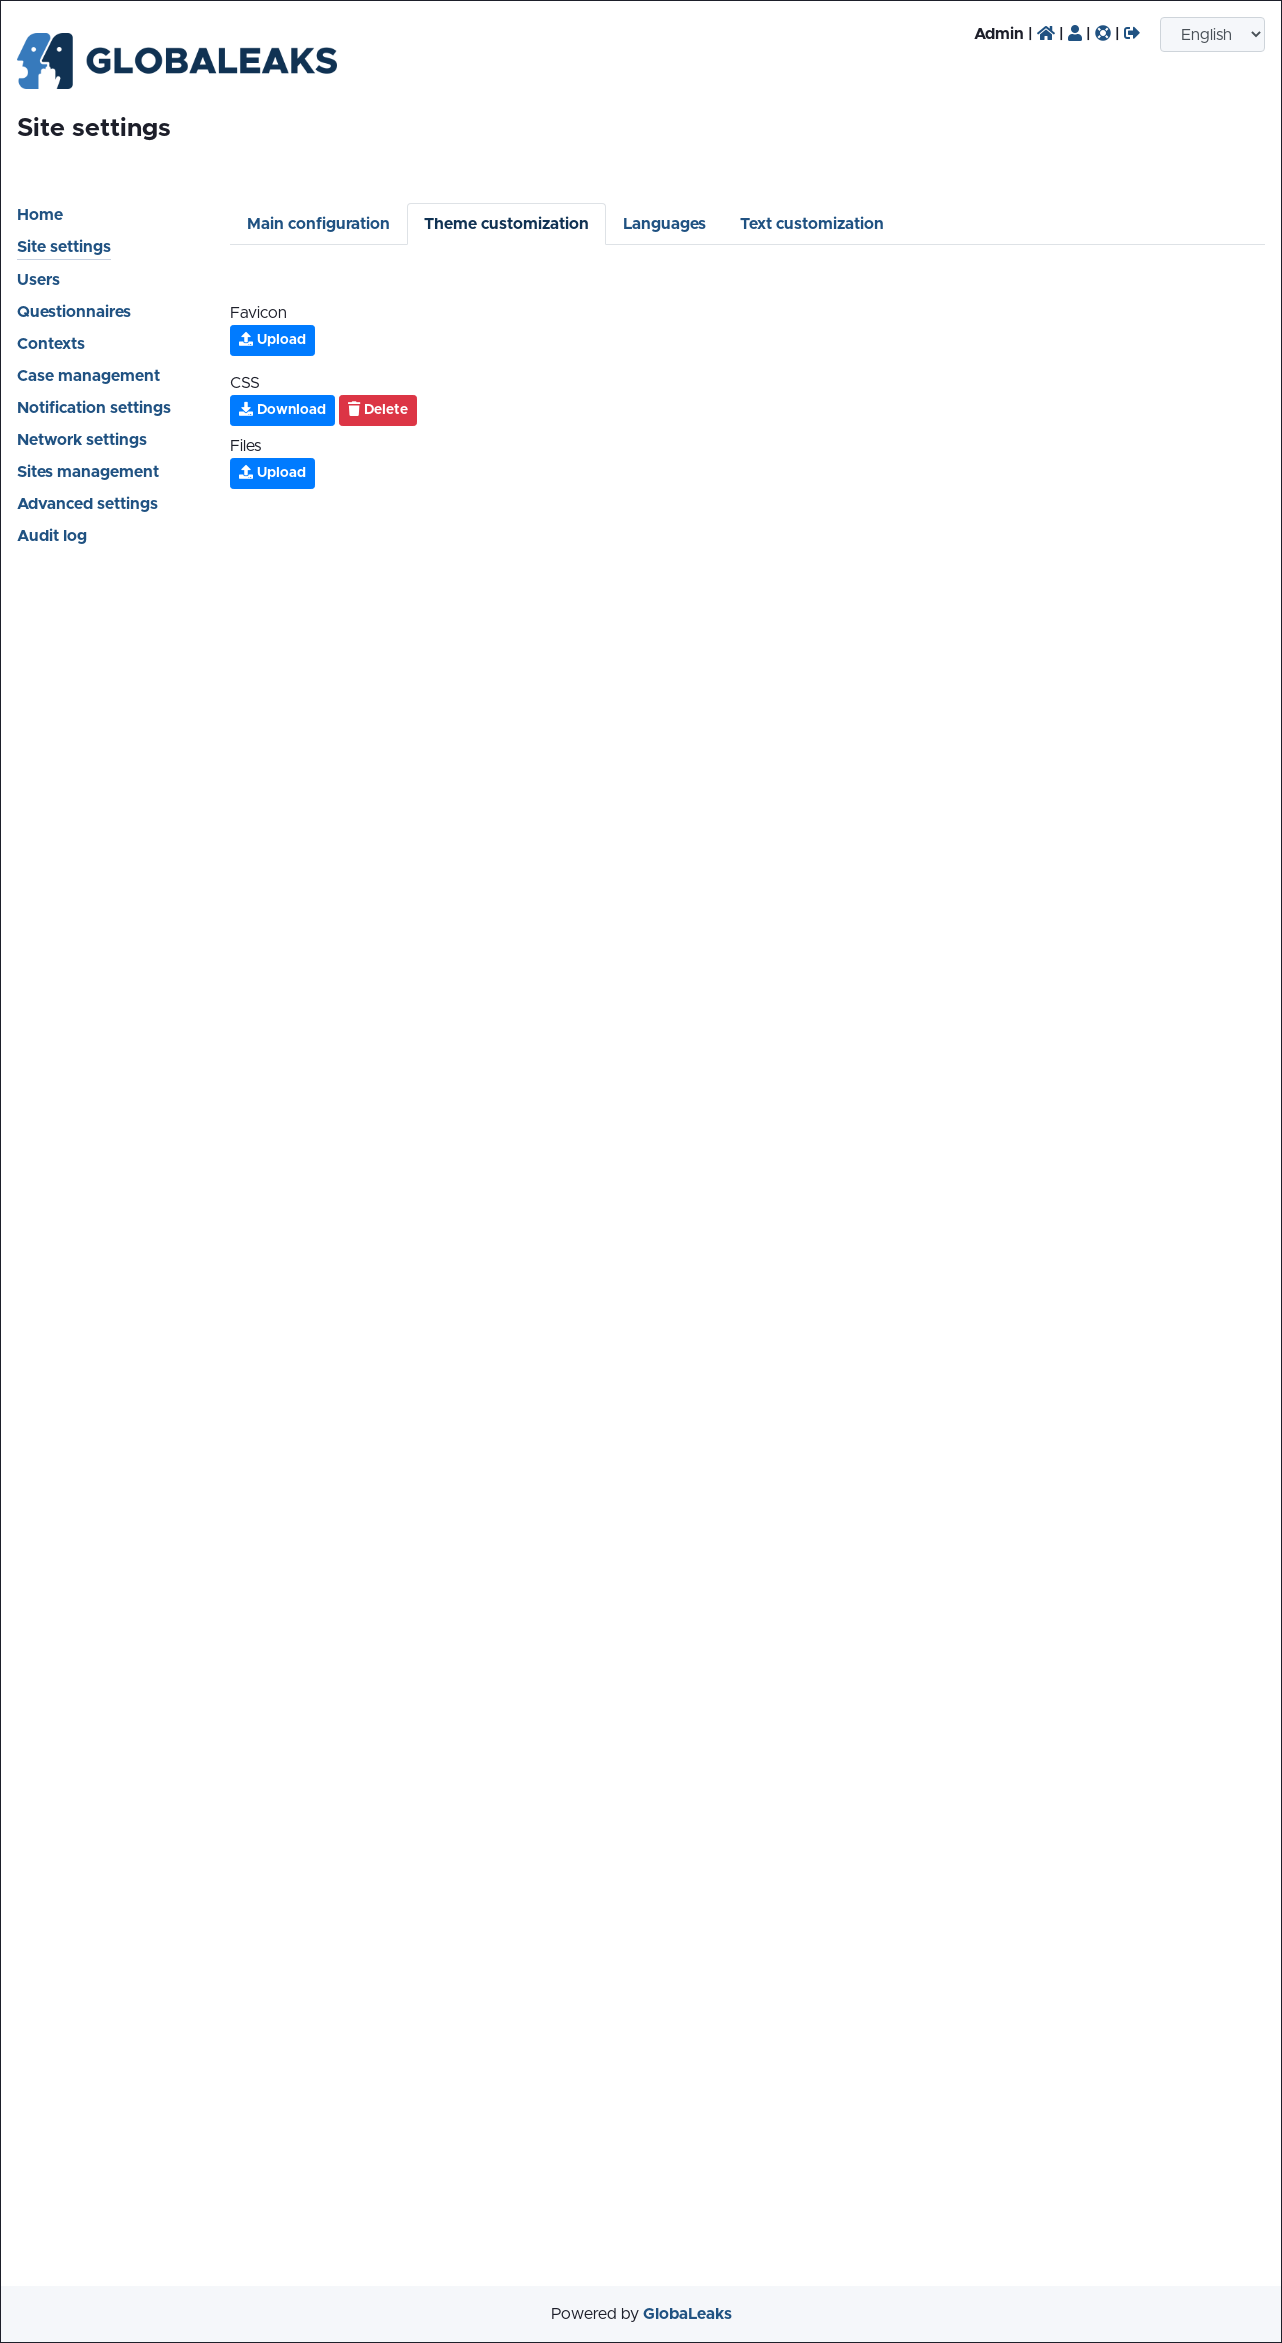 GLOBALEAKS
Admin | | | |
English
Site settings
Home
Site settings
Users
Questionnaires
Contexts
Case management
Notification settings
Network settings
Sites management
Advanced settings
Audit log
Main configuration
Theme customization
Languages
Text customization
Favicon
Upload
CSS
Download Delete
Files
Upload
Powered by GlobaLeaks